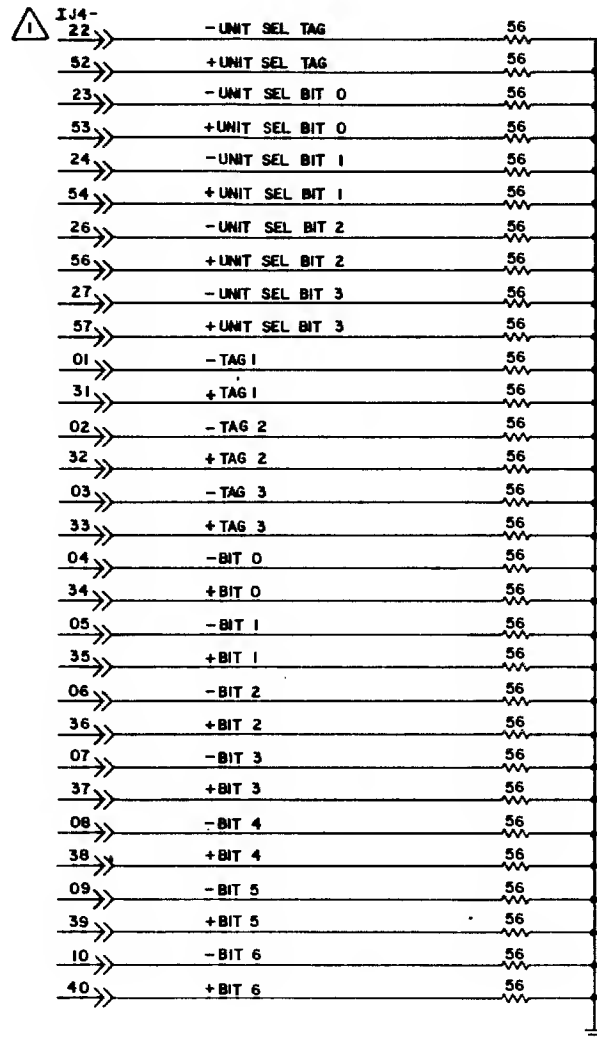 1 IJ4-
22 -UNIT SEL TAG 56
52 +UNIT SEL TAG 56
23 -UNIT SEL BIT 0 56
53 +UNIT SEL BIT 0 56
24 -UNIT SEL BIT 1 56
54 +UNIT SEL BIT 1 56
26 -UNIT SEL BIT 2 56
56 +UNIT SEL BIT 2 56
27 -UNIT SEL BIT 3 56
57 +UNIT SEL BIT 3 56
01 -TAG 1 56
31 +TAG 1 56
02 -TAG 2 56
32 +TAG 2 56
03 -TAG 3 56
33 +TAG 3 56
04 -BIT 0 56
34 +BIT 0 56
05 -BIT 1 56
35 +BIT 1 56
06 -BIT 2 56
36 +BIT 2 56
07 -BIT 3 56
37 +BIT 3 56
08 -BIT 4 56
38 +BIT 4 56
09 -BIT 5 56
39 +BIT 5 56
10 -BIT 6 56
40 +BIT 6 56